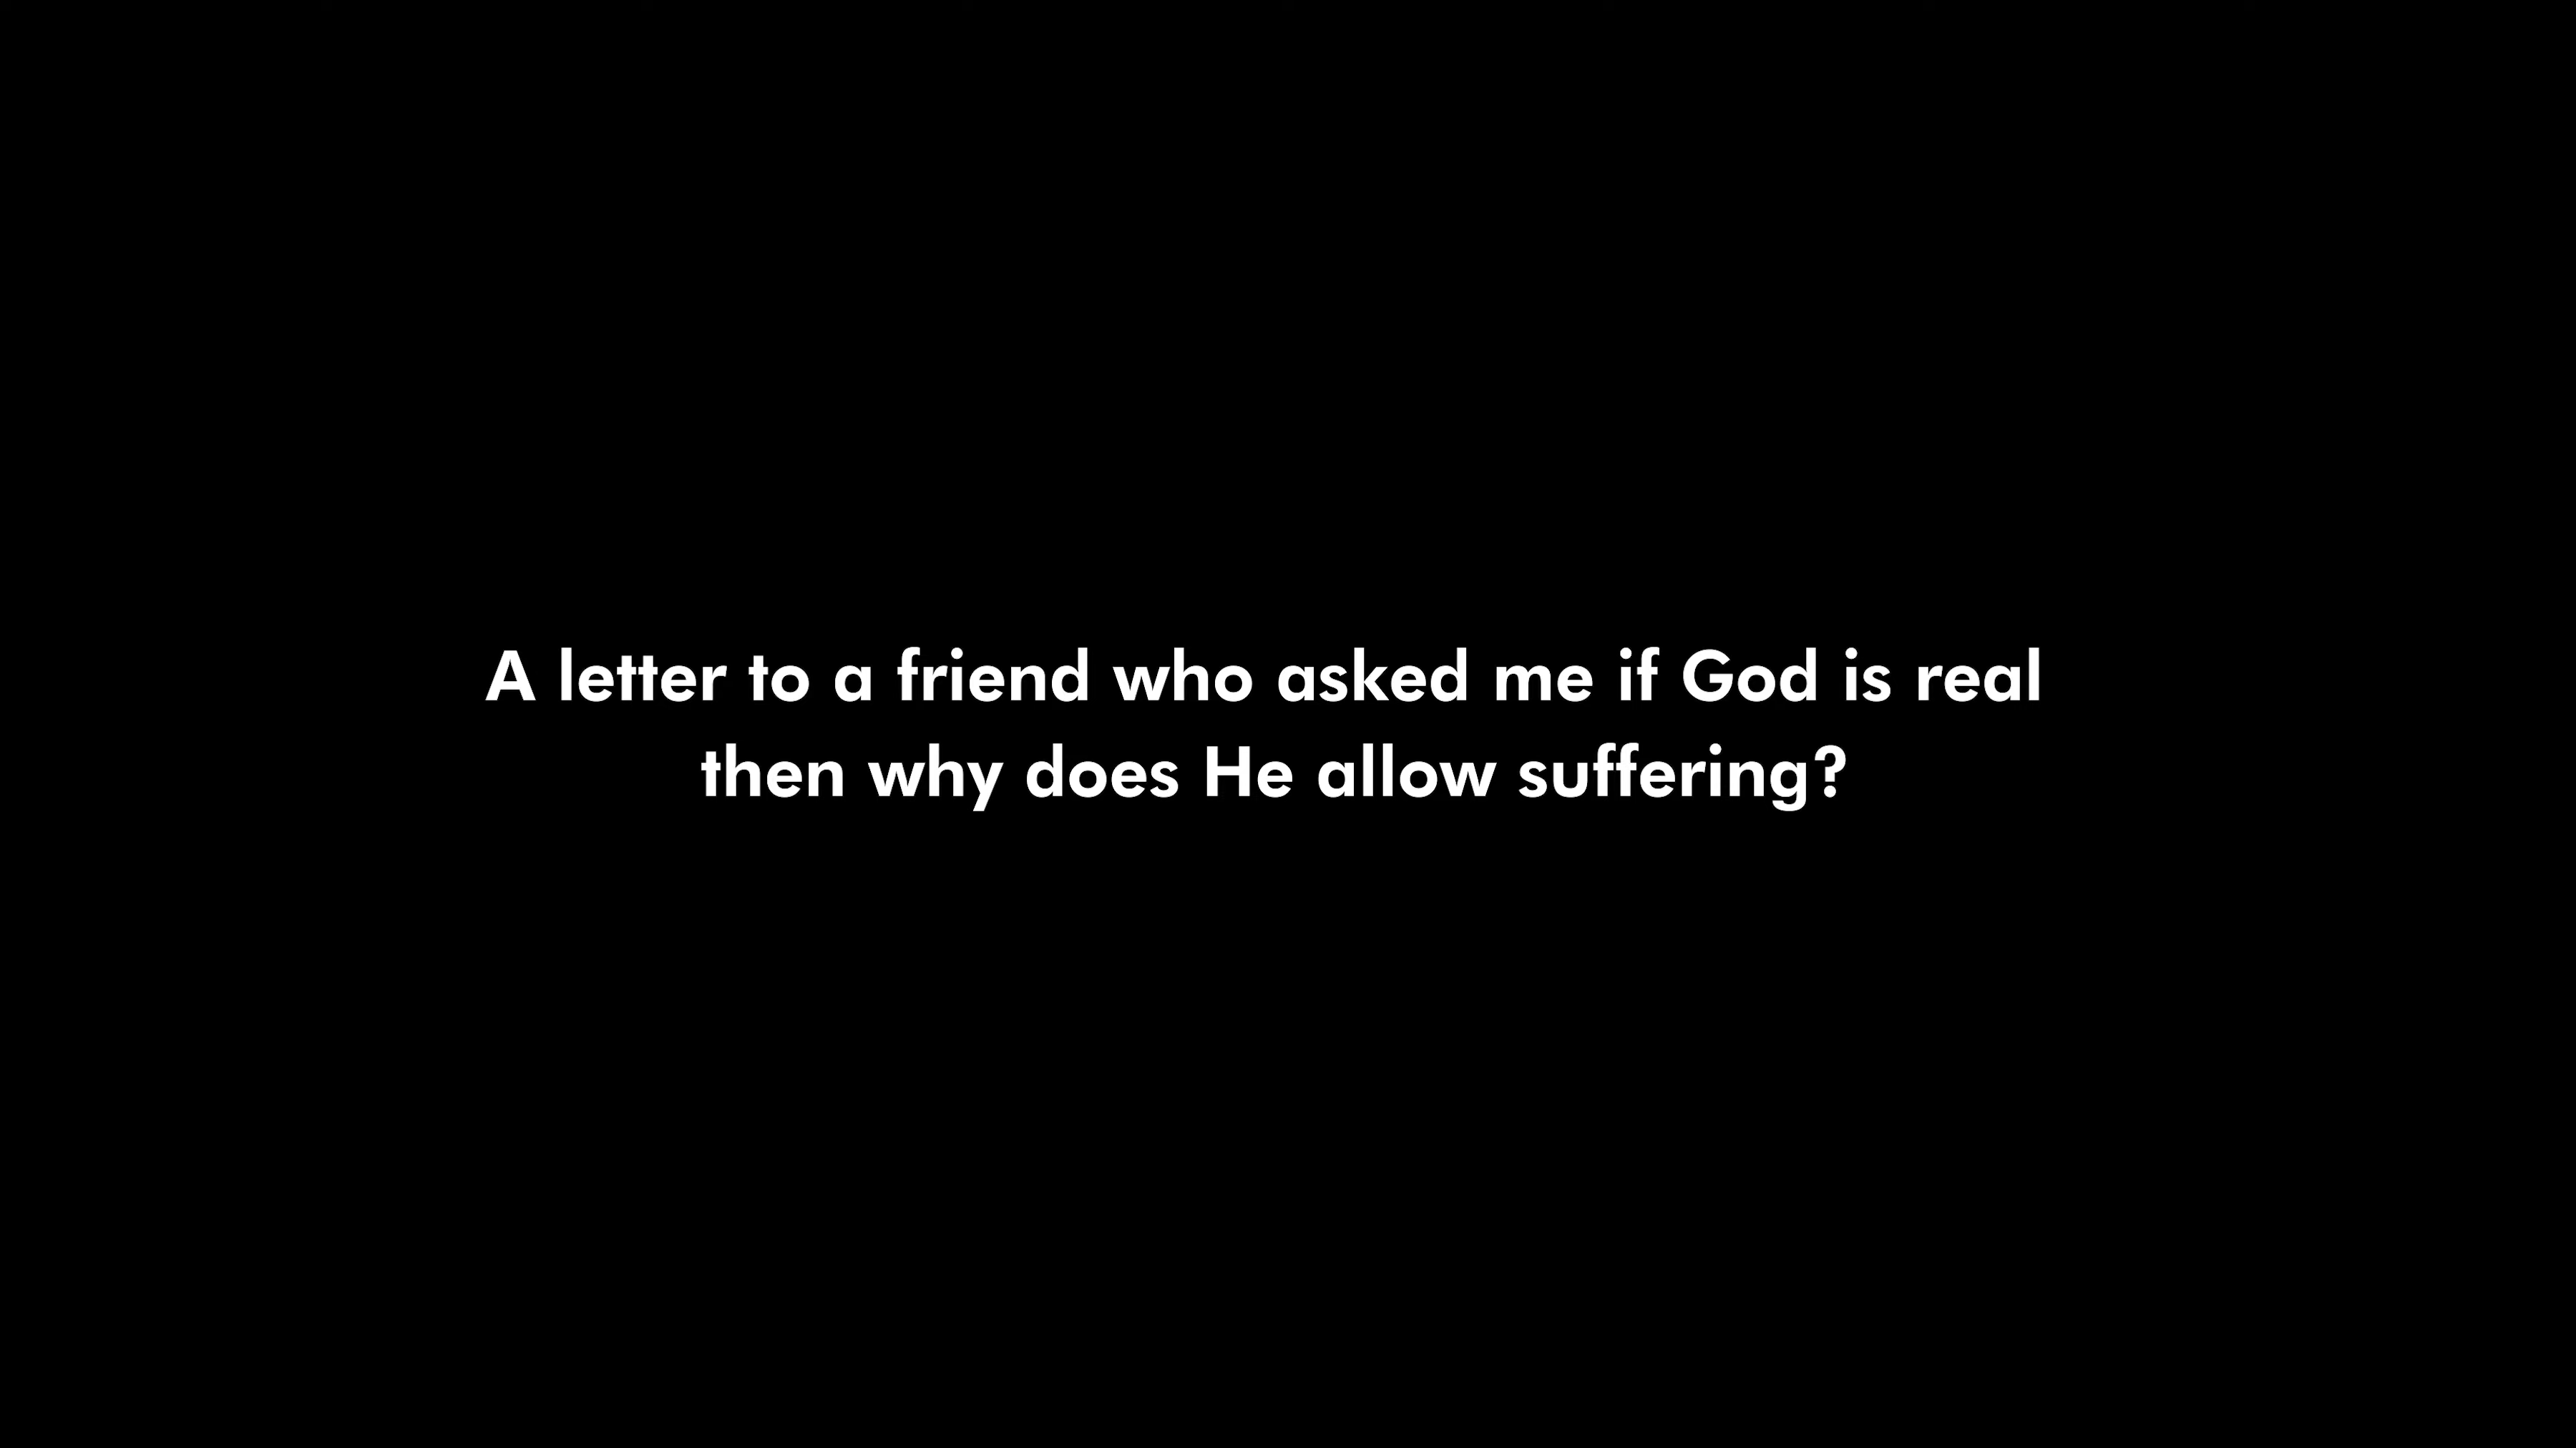 A letter to a friend who asked me if God is real
then why does He allow suffering?